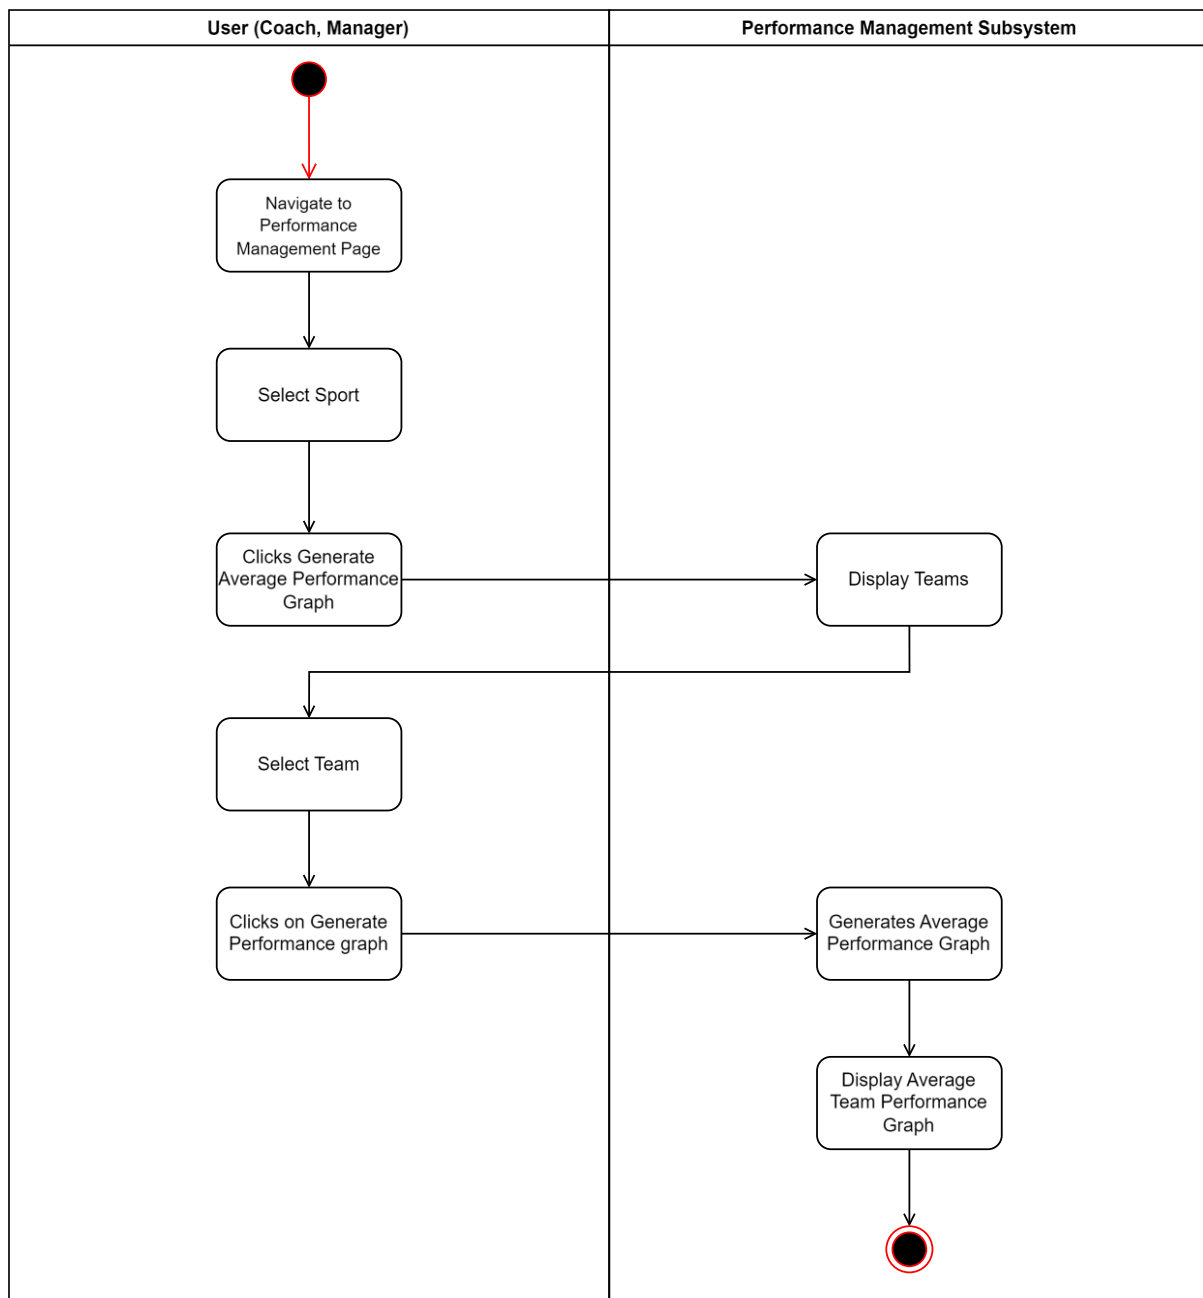 User (Coach, Manager)
Performance Management Subsystem
Navigate to
Performance
Management Page
Select Sport
Clicks Generate
Average Performance
Graph
Display Teams
Select Team
Clicks on Generate
Performance graph
Generates Average
Performance Graph
Display Average
Team Performance
Graph